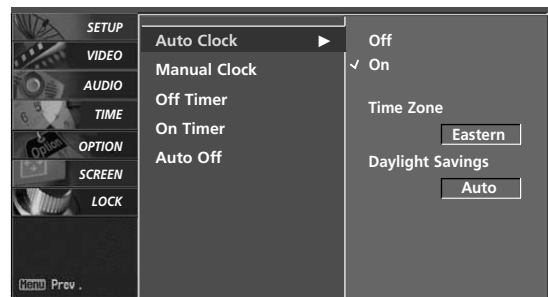 SETUP
VIDEO
AUDIO
TIME
OPTION
SCREEN
LOCK
Menu Prev.
Auto Clock
Manual Clock
Off Timer
On Timer
Auto Off
Off
On
Time Zone
Eastern
Daylight Savings
Auto